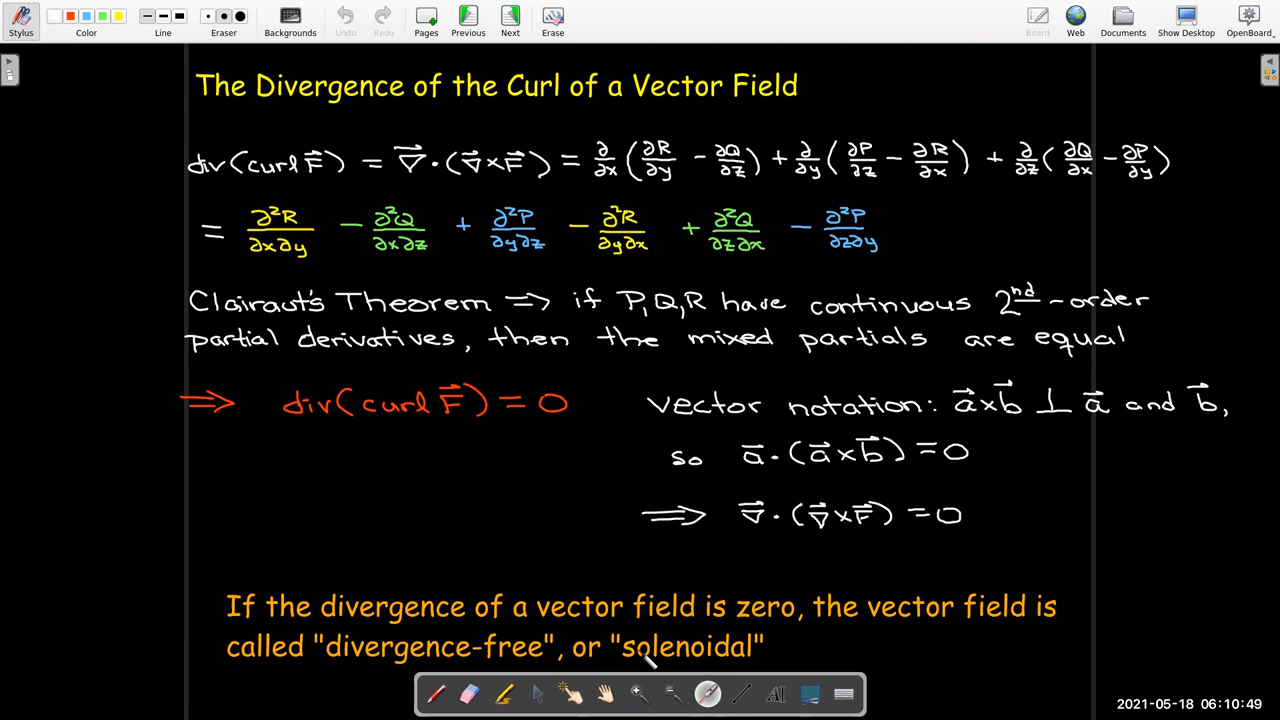 Stylus Color Line Eraser Backgrounds Undo Redo Pages Previous Next Erase Board Web Documents Show Desktop OpenBoard
The Divergence of the Curl of a Vector Field
div(curl F⃗) = ∇⃗·(∇⃗×F⃗) = ∂/∂x(∂R/∂y − ∂Q/∂z) + ∂/∂y(∂P/∂z − ∂R/∂x) + ∂/∂z(∂Q/∂x − ∂P/∂y)
= ∂²R/∂x∂y − ∂²Q/∂x∂z + ∂²P/∂y∂z − ∂²R/∂y∂x + ∂²Q/∂z∂x − ∂²P/∂z∂y
Clairaut's Theorem ⟹ if P,Q,R have continuous 2nd-order
partial derivatives, then the mixed partials are equal
⟹ div(curl F⃗) = 0
vector notation: a⃗×b⃗ ⊥ a⃗ and b⃗,
so a⃗·(a⃗×b⃗) = 0
⟹ ∇⃗·(∇⃗×F⃗) = 0
If the divergence of a vector field is zero, the vector field is
called "divergence-free", or "solenoidal"
AI
2021-05-18 06:10:49